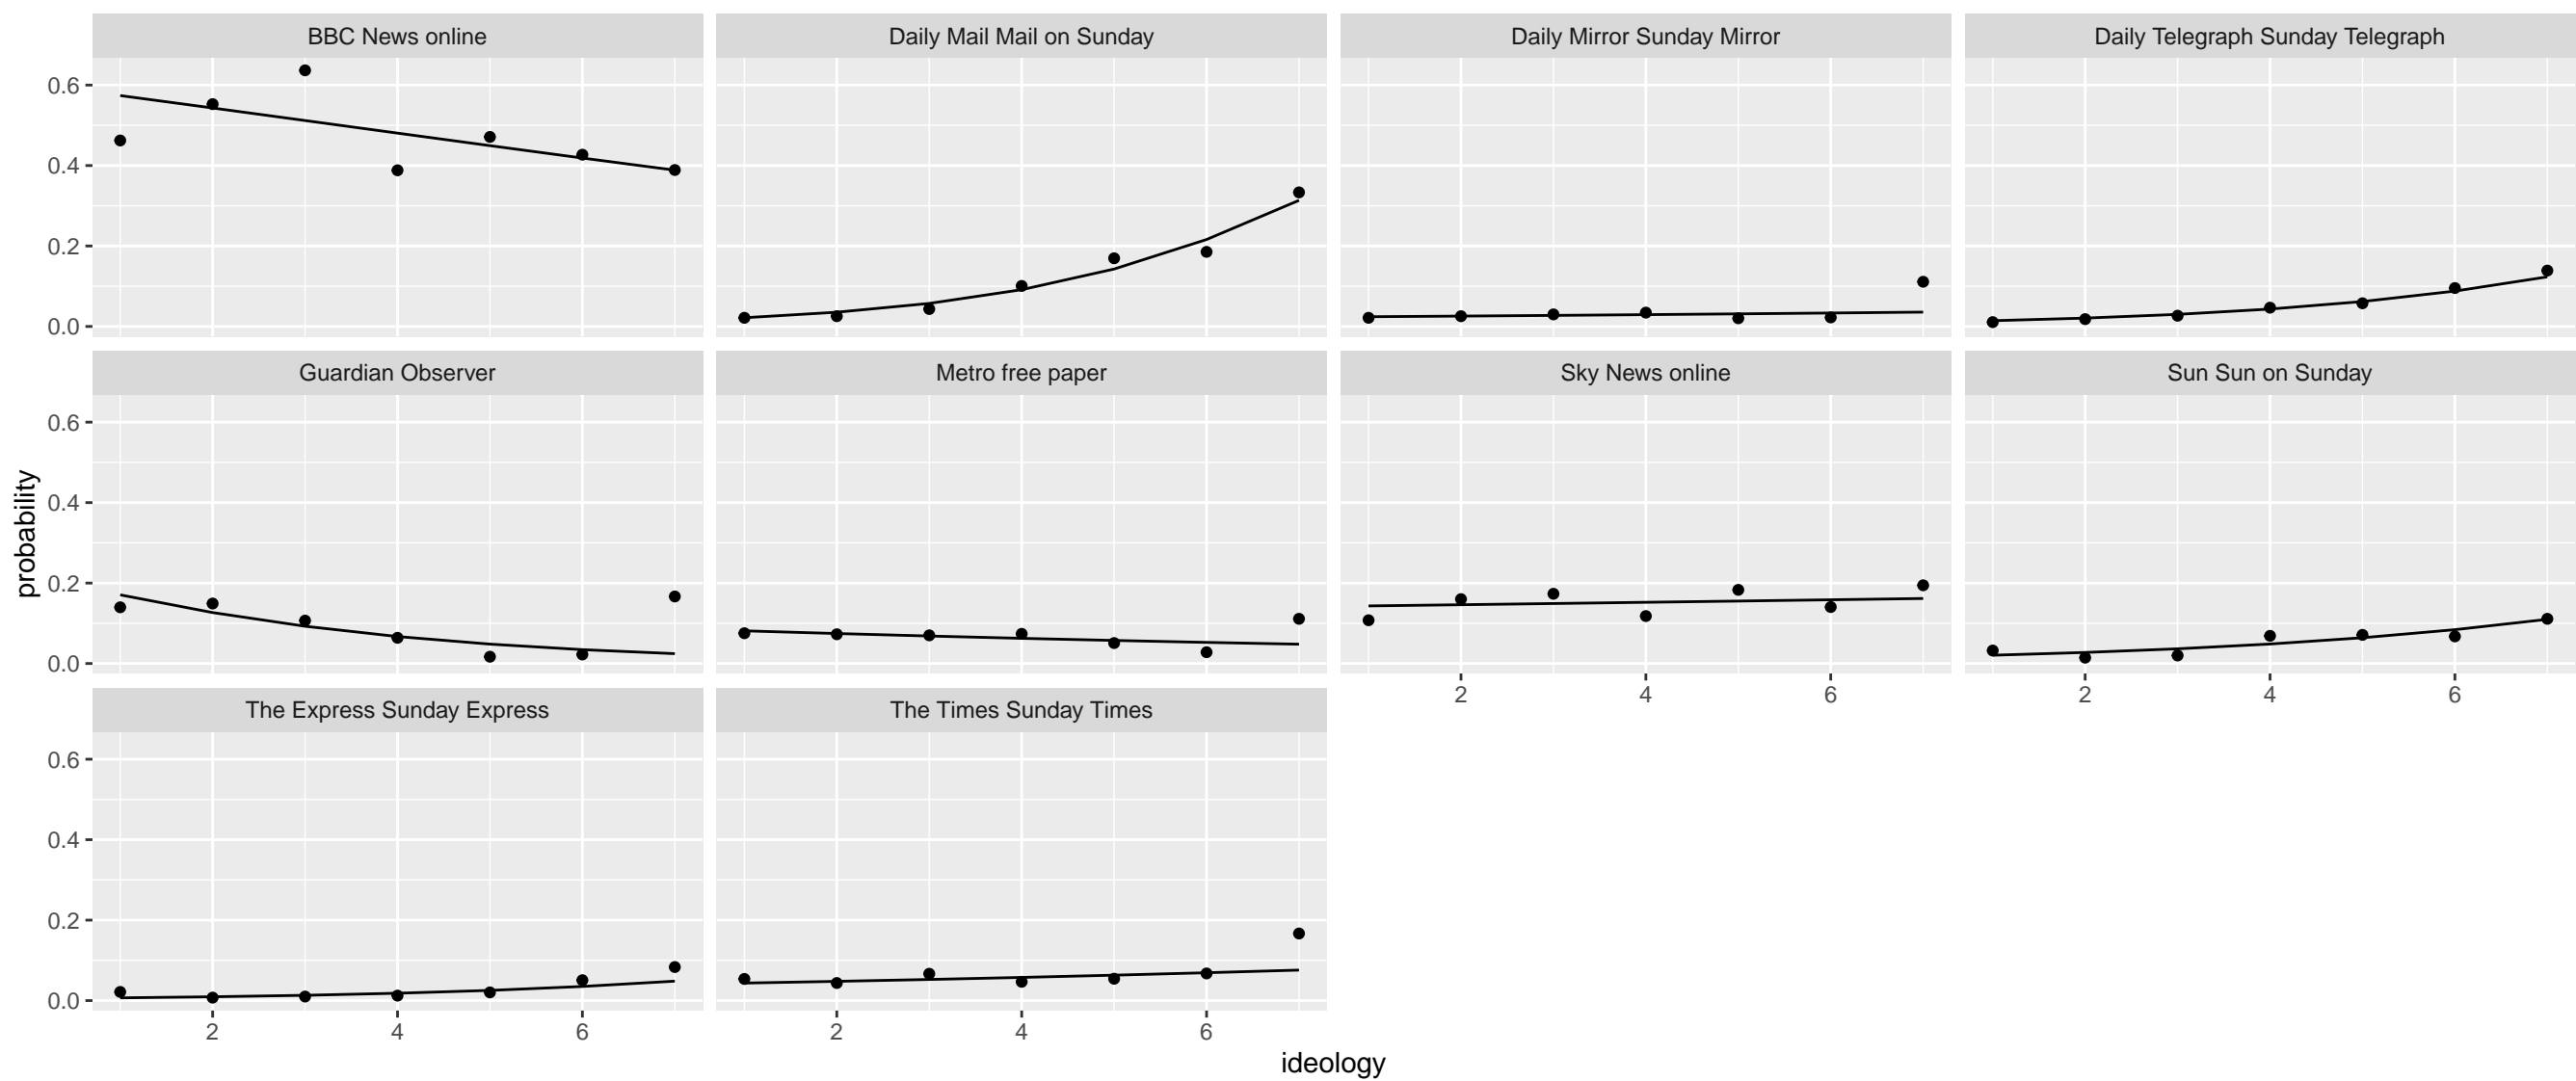 BBC News online
Daily Mail Mail on Sunday
Daily Mirror Sunday Mirror
Daily Telegraph Sunday Telegraph
0.6
0.4
0.2
0.0
Guardian Observer
Metro free paper
Sky News online
Sun Sun on Sunday
0.6
0.4
0.2
0.0
2 4 6
2 4 6
The Express Sunday Express
The Times Sunday Times
0.6
0.4
0.2
0.0
2 4 6
2 4 6
probability
ideology